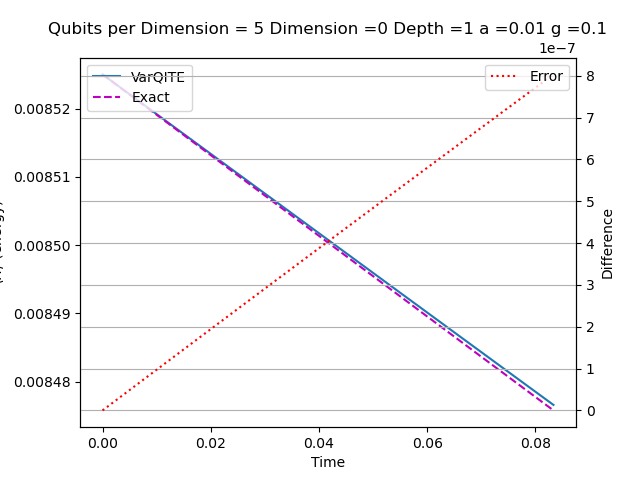 Qubits per Dimension = 5 Dimension =0 Depth =1 a =0.01 g =0.1
1e−7
VarQITE
Exact
Error
0.00852
0.00851
0.00850
0.00849
0.00848
8
7
6
5
4
3
2
1
0
Difference
0.00
0.02
0.04
0.06
0.08
Time